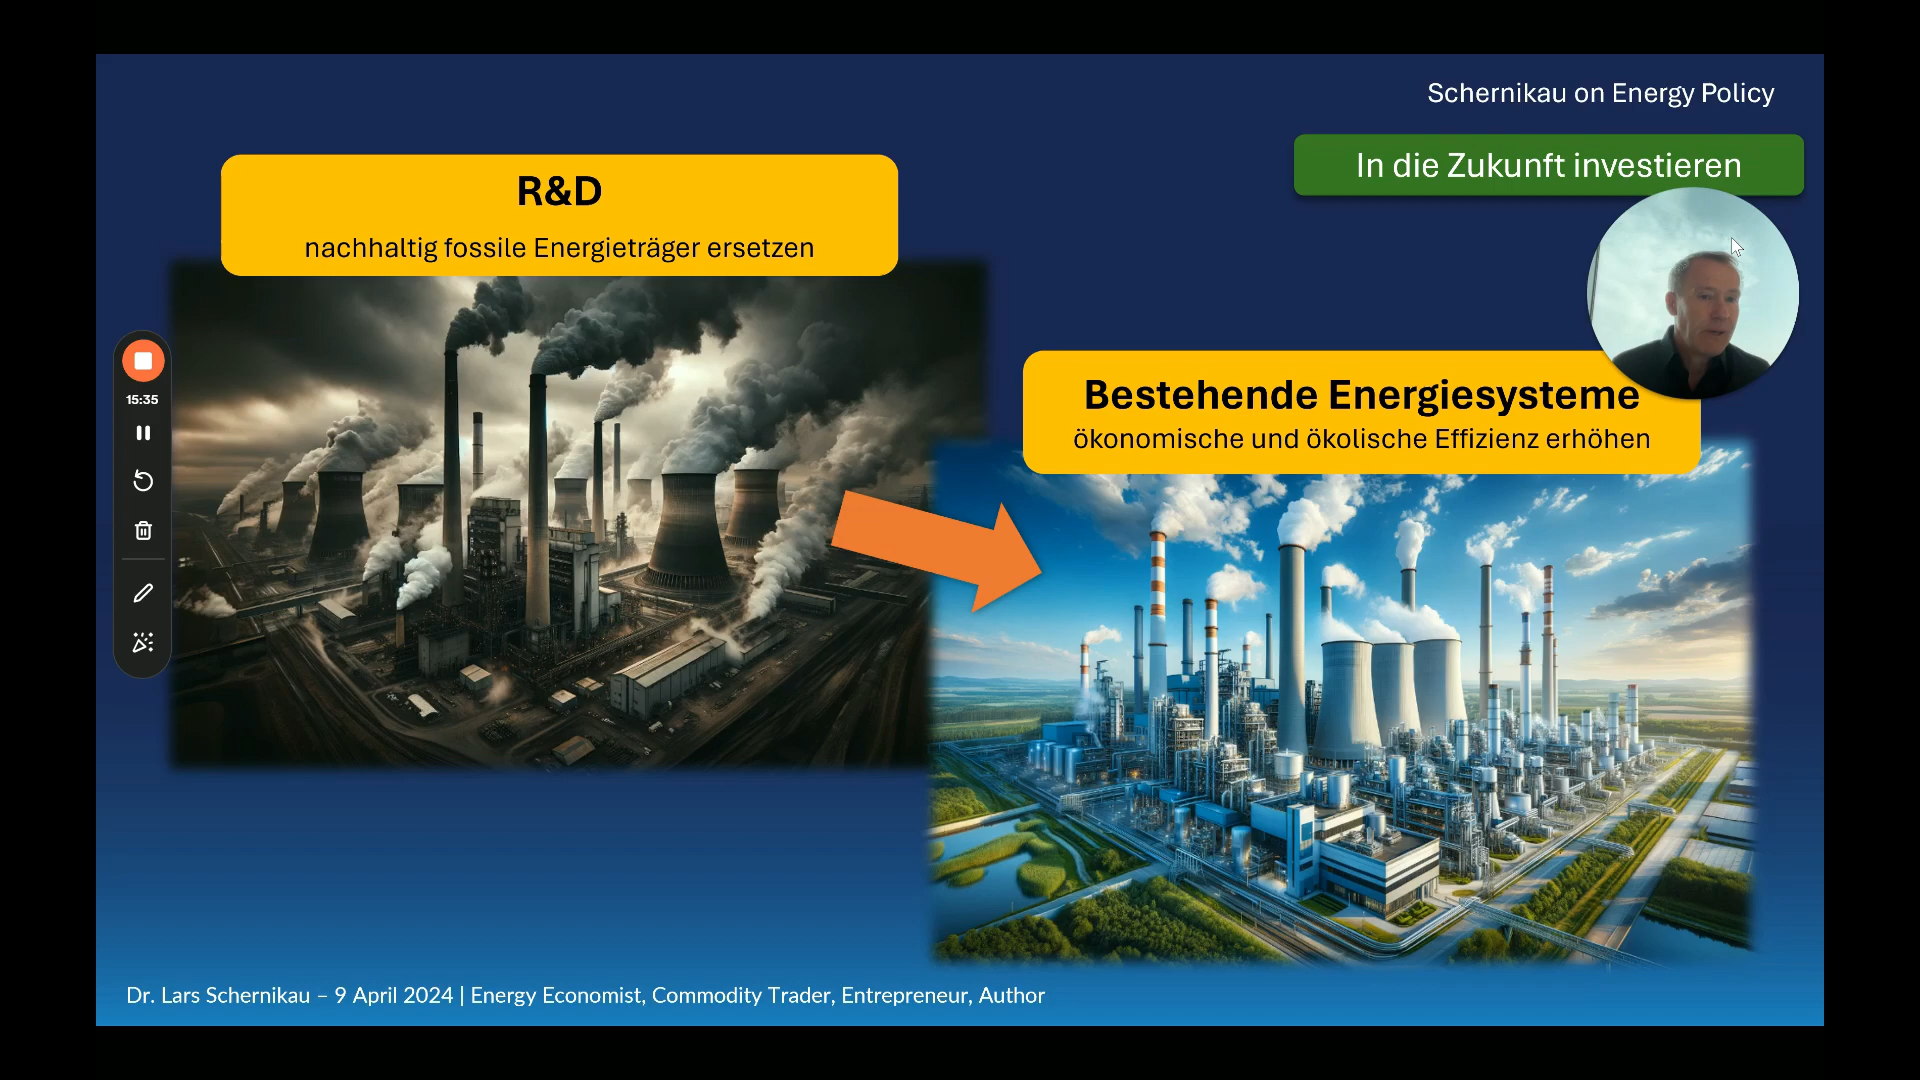 Schernikau on Energy Policy
In die Zukunft investieren
R&D
nachhaltig fossile Energieträger ersetzen
15:35
Bestehende Energiesysteme
ökonomische und ökolische Effizienz erhöhen
Dr. Lars Schernikau – 9 April 2024 | Energy Economist, Commodity Trader, Entrepreneur, Author